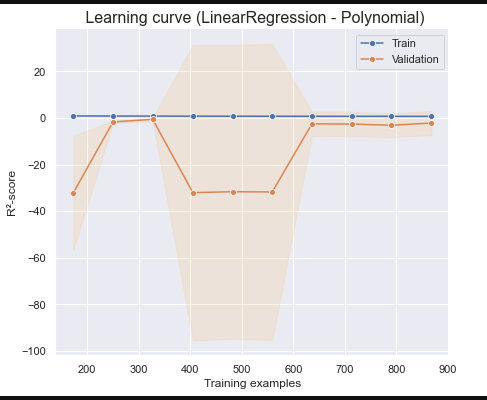 Learning curve (LinearRegression - Polynomial)
Train
Validation
20
0
−20
−40
−60
−80
−100
R²-score
200 300 400 500 600 700 800 900
Training examples